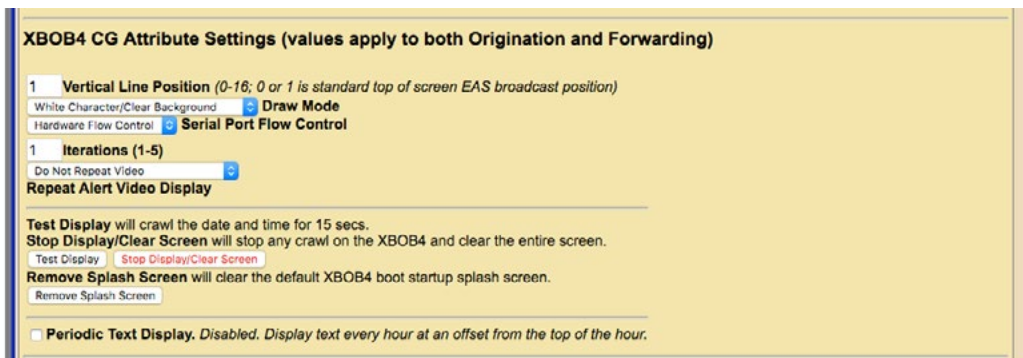 XBOB4 CG Attribute Settings (values apply to both Origination and Forwarding)
1 Vertical Line Position (0-16; 0 or 1 is standard top of screen EAS broadcast position)
White Character/Clear Background Draw Mode
Hardware Flow Control Serial Port Flow Control
1 Iterations (1-5)
Do Not Repeat Video
Repeat Alert Video Display
Test Display will crawl the date and time for 15 secs.
Stop Display/Clear Screen will stop any crawl on the XBOB4 and clear the entire screen.
Test Display Stop Display/Clear Screen
Remove Splash Screen will clear the default XBOB4 boot startup splash screen.
Remove Splash Screen
Periodic Text Display. Disabled. Display text every hour at an offset from the top of the hour.